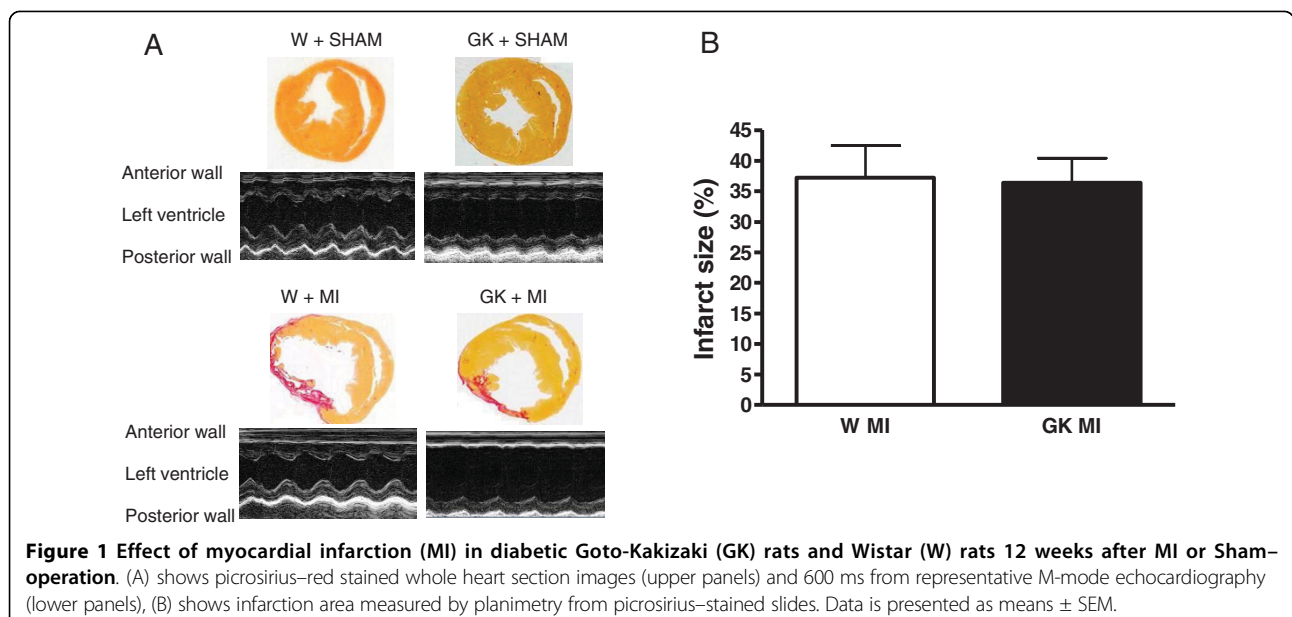 A
W + SHAM
GK + SHAM
Anterior wall
Left ventricle
Posterior wall
W + MI
GK + MI
Anterior wall
Left ventricle
Posterior wall
B
Infarct size (%)
45
40
35
30
25
20
15
10
5
0
W MI
GK MI
Figure 1 Effect of myocardial infarction (MI) in diabetic Goto-Kakizaki (GK) rats and Wistar (W) rats 12 weeks after MI or Sham–
operation. (A) shows picrosirius–red stained whole heart section images (upper panels) and 600 ms from representative M-mode echocardiography
(lower panels), (B) shows infarction area measured by planimetry from picrosirius–stained slides. Data is presented as means ± SEM.